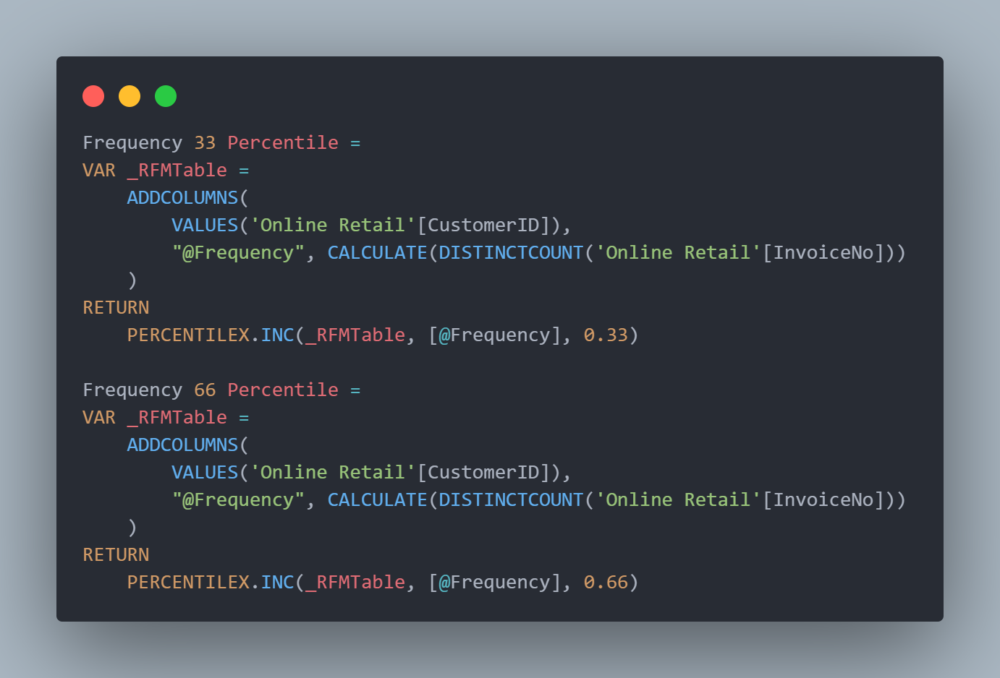 Frequency 33 Percentile =
VAR _RFMTable =
    ADDCOLUMNS(
        VALUES('Online Retail'[CustomerID]),
        "@Frequency", CALCULATE(DISTINCTCOUNT('Online Retail'[InvoiceNo]))
    )
RETURN
    PERCENTILEX.INC(_RFMTable, [@Frequency], 0.33)

Frequency 66 Percentile =
VAR _RFMTable =
    ADDCOLUMNS(
        VALUES('Online Retail'[CustomerID]),
        "@Frequency", CALCULATE(DISTINCTCOUNT('Online Retail'[InvoiceNo]))
    )
RETURN
    PERCENTILEX.INC(_RFMTable, [@Frequency], 0.66)